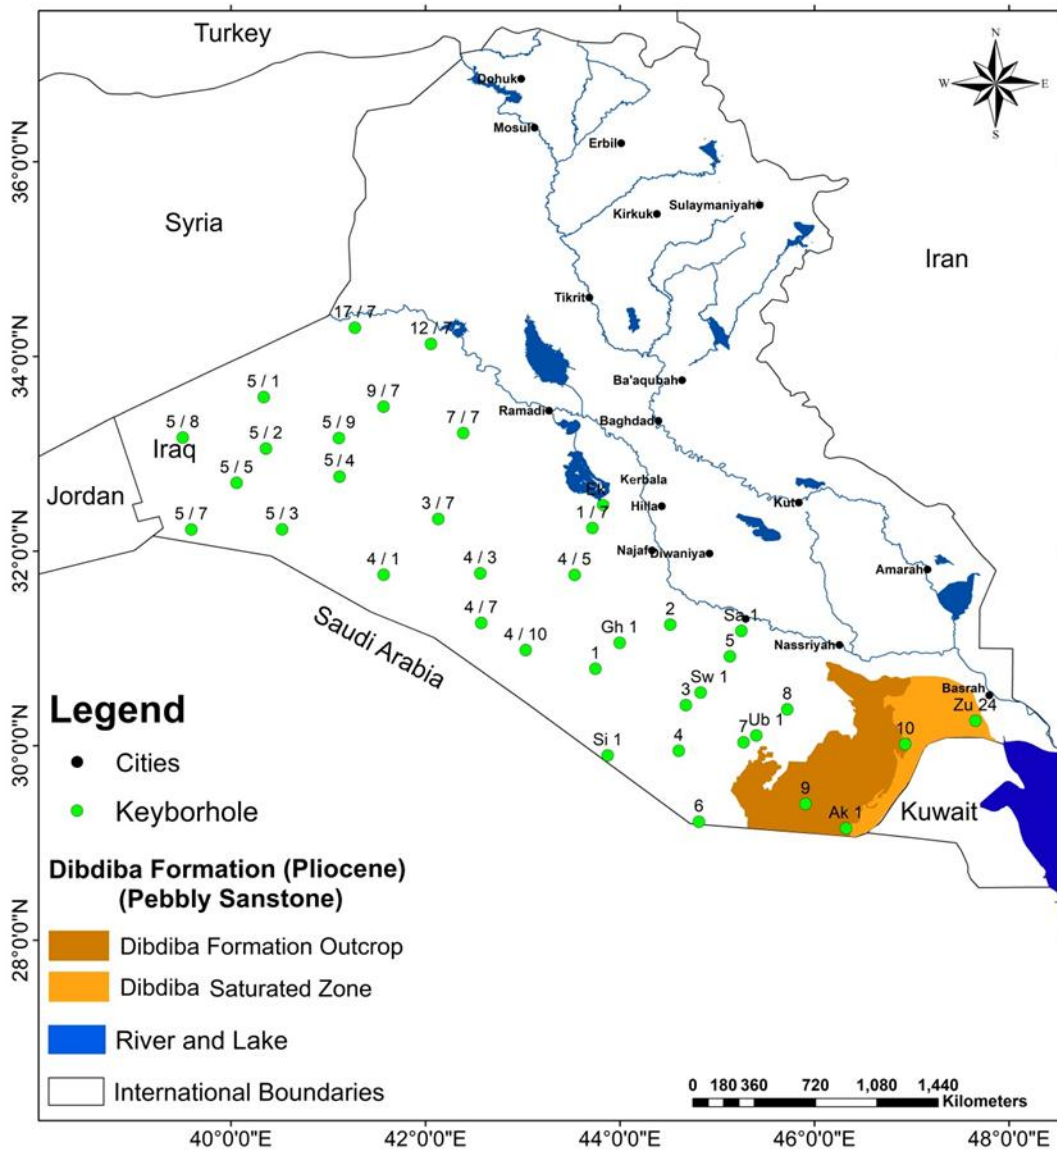 Turkey
N
W
E
S
Dohuk
Mosul
Erbil
36°0'0"N
Sulaymaniyah
Kirkuk
Syria
Iran
Tikrit
17 / 7
12 / 7
34°0'0"N
Ba'aqubah
5 / 1
9 / 7
Ramadi
Baghdad
5 / 8
5 / 9
7 / 7
Iraq
5 / 2
5 / 5
5 / 4
Kerbala
Jordan
Hilla
Kut
3 / 7
1 / 7
5 / 7
5 / 3
32°0'0"N
Najaf
Diwaniya
4 / 1
4 / 3
4 / 5
Amarah
Saudi Arabia
4 / 7
2
Sa 1
Gh 1
4 / 10
5
Nassriyah
1
Sw 1
Basrah
Legend
3
8
Zu 24
Ub 1
10
30°0'0"N
Si 1
4
7
Cities
9
Kuwait
6
Ak 1
Keyborhole
Dibdiba Formation (Pliocene)
(Pebbly Sanstone)
28°0'0"N
Dibdiba Formation Outcrop
Dibdiba Saturated Zone
River and Lake
International Boundaries
0 180 360 720 1,080 1,440
Kilometers
40°0'0"E
42°0'0"E
44°0'0"E
46°0'0"E
48°0'0"E